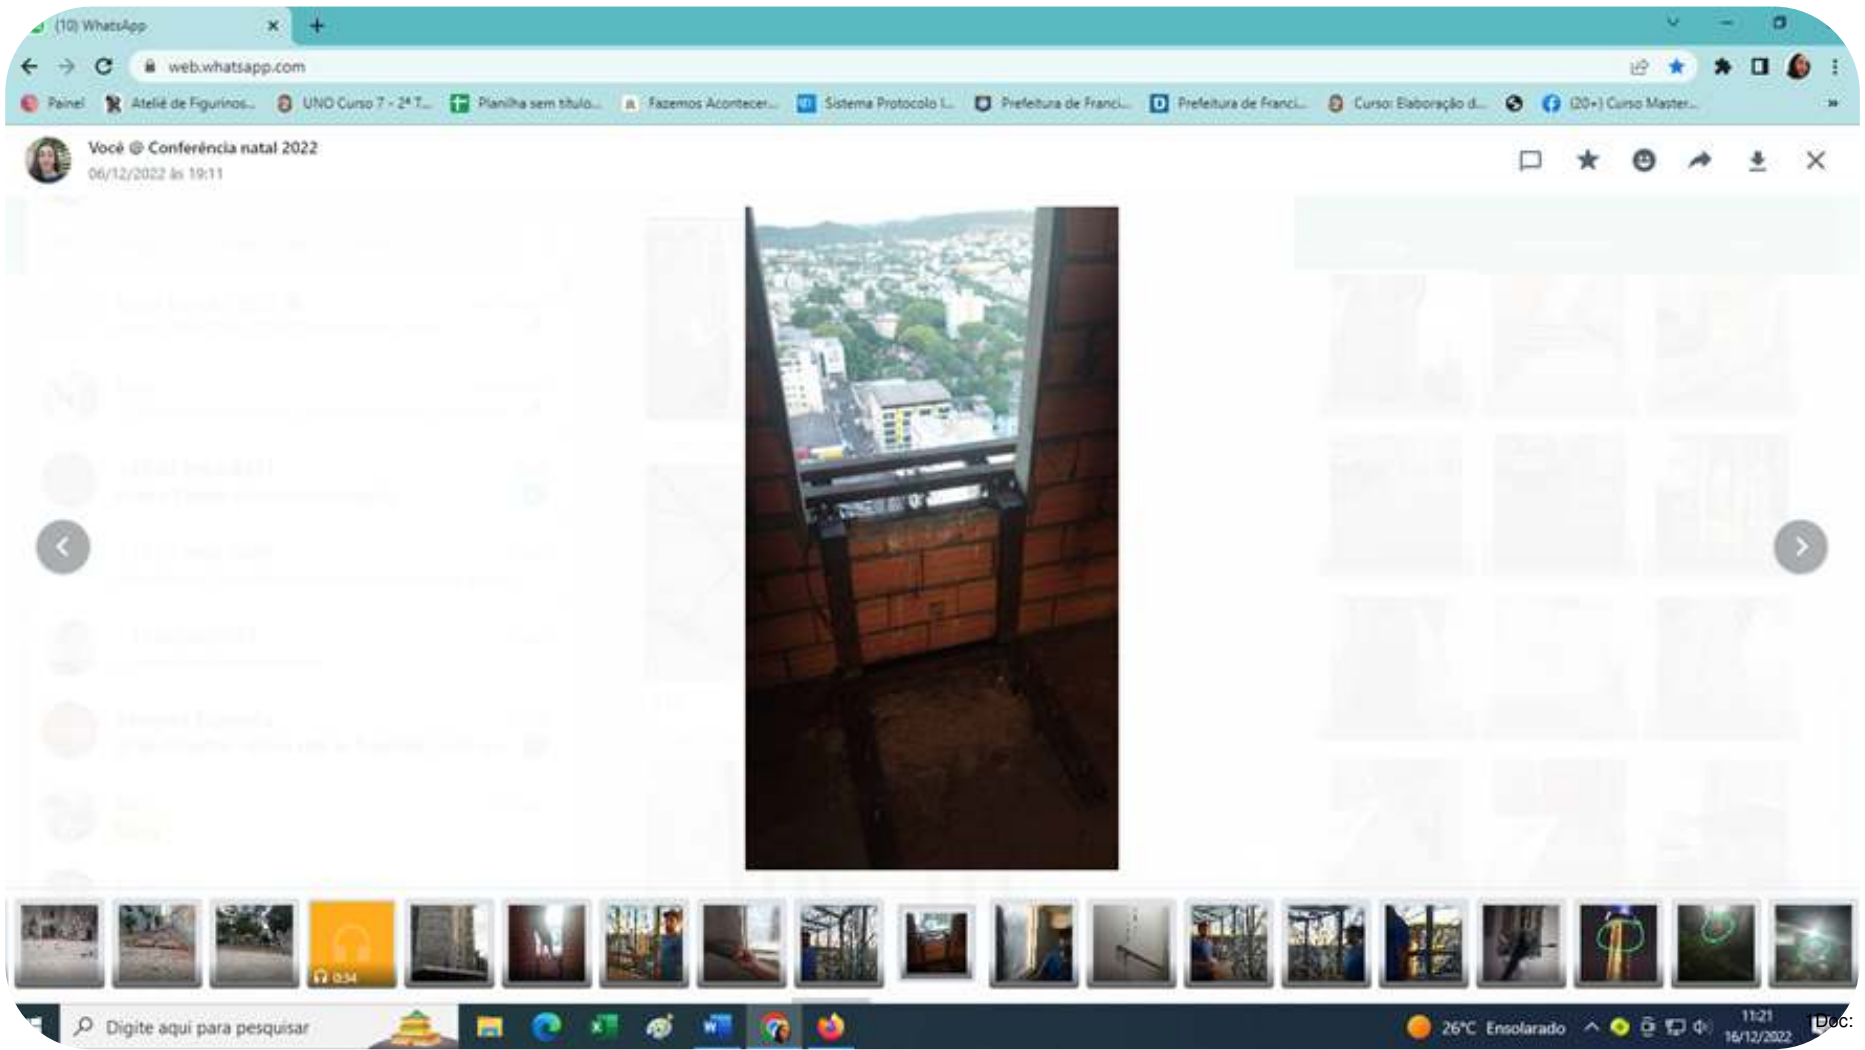 (10) WhatsApp
web.whatsapp.com
Painel
Ateliê de Figurinos...
UNO Curso 7 - 2ª T...
Planilha sem título...
Fazemos Acontecer...
Sistema Protocolo I...
Prefeitura de Franci...
Prefeitura de Franci...
Curso: Elaboração d...
(20+) Curso Master...
Você @ Conferência natal 2022
06/12/2022 às 19:11
0:34
Digite aqui para pesquisar
26°C Ensolarado
11:21
16/12/2022
1Doc: